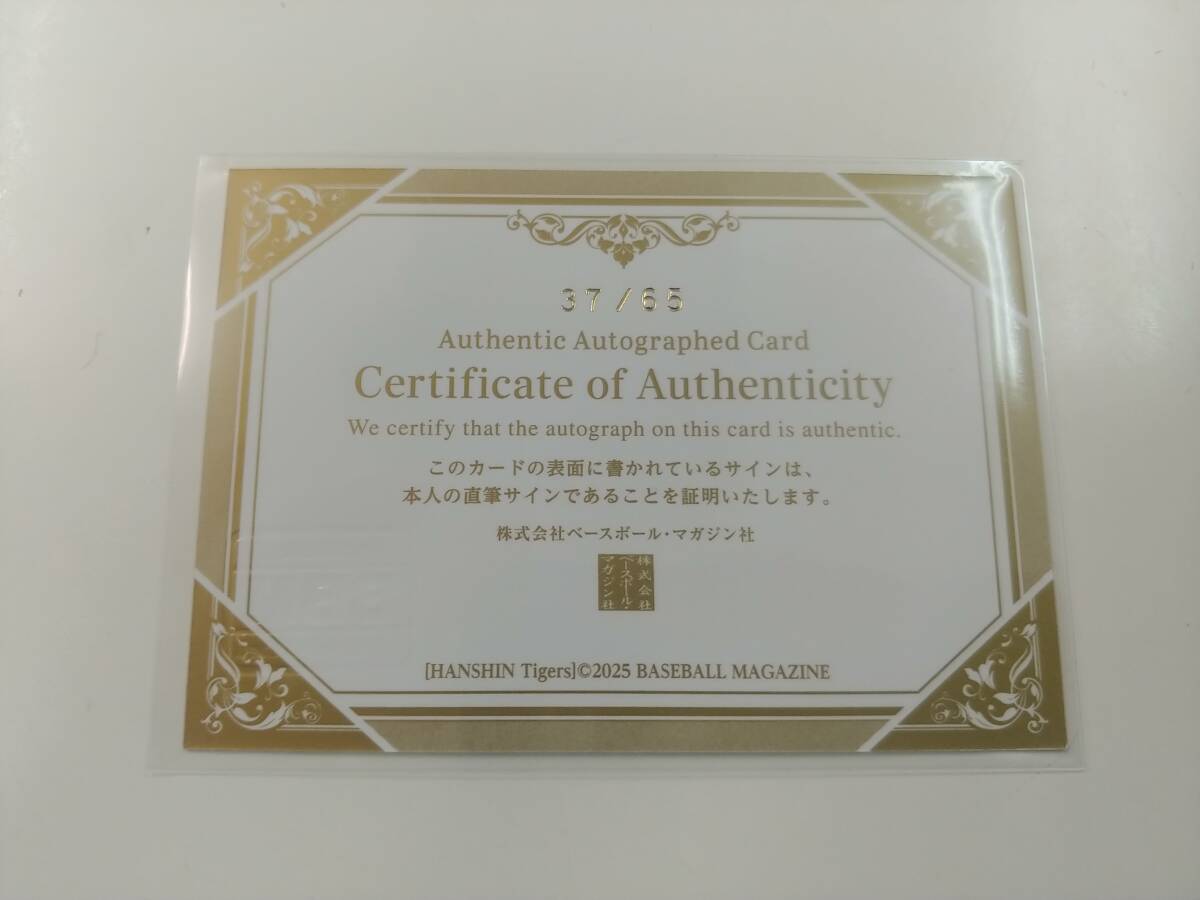 37/65
Authentic Autographed Card
Certificate of Authenticity
We certify that the autograph on this card is authentic.
このカードの表面に書かれているサインは、
本人の直筆サインであることを証明いたします。
株式会社ベースボール・マガジン社
株式会社
ベースボール・
マガジン社
[HANSHIN Tigers]©2025 BASEBALL MAGAZINE